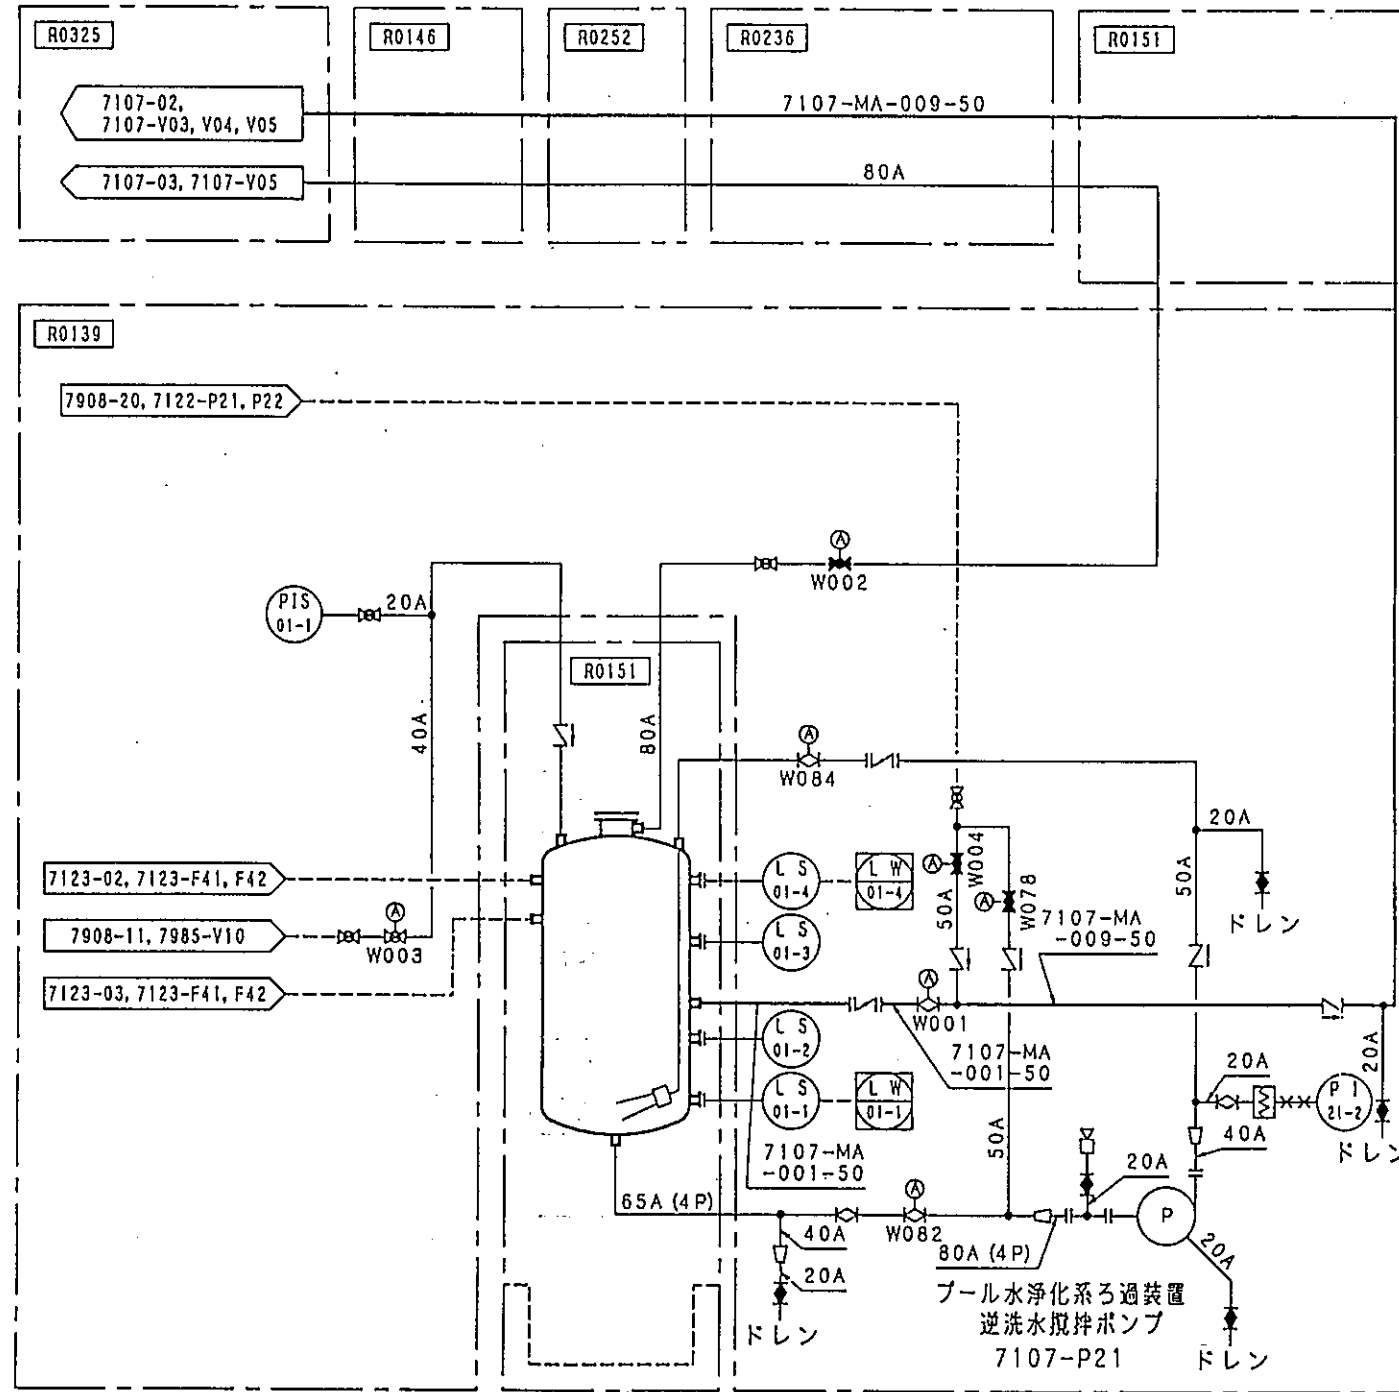 R0325
R0146
R0252
R0236
R0151
7107-02,
7107-V03, V04, V05
7107-MA-009-50
7107-03, 7107-V05
80A
R0139
7908-20, 7122-P21, P22
A
W002
PIS
01-1
20A
R0151
40A
80A
A
W084
20A
7123-02, 7123-F41, F42
L S
01-4
L W
01-4
A
W004
50A
A
W078
50A
ドレン
7908-11, 7985-V10
A
W003
L S
01-3
7107-MA
-009-50
7123-03, 7123-F41, F42
A
W001
L S
01-2
7107-MA
-001-50
20A
L S
01-1
L W
01-1
20A
P I
21-2
40A
ドレン
7107-MA
-001-50
50A
20A
65A (4P)
A
W082
40A
20A
ドレン
80A (4P)
P
20A
ドレン
プール水浄化系ろ過装置
逆洗水撹拌ポンプ
7107-P21